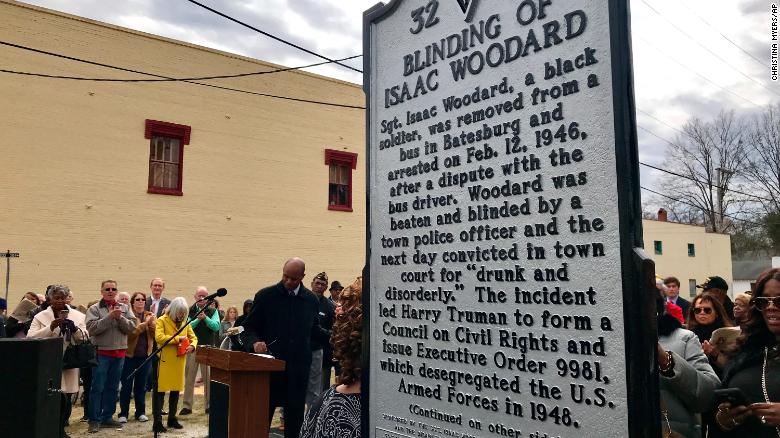 32
BLINDING OF
ISAAC WOODARD
Sgt. Isaac Woodard, a black
soldier, was removed from a
bus in Batesburg and
arrested on Feb. 12, 1946,
after a dispute with the
bus driver. Woodard was
beaten and blinded by a
town police officer and the
next day convicted in town
court for "drunk and
disorderly." The incident
led Harry Truman to form a
Council on Civil Rights and
issue Executive Order 9981,
which desegregated the U.S.
Armed Forces in 1948.
(Continued on other side)
CHRISTINA MYERS/AP